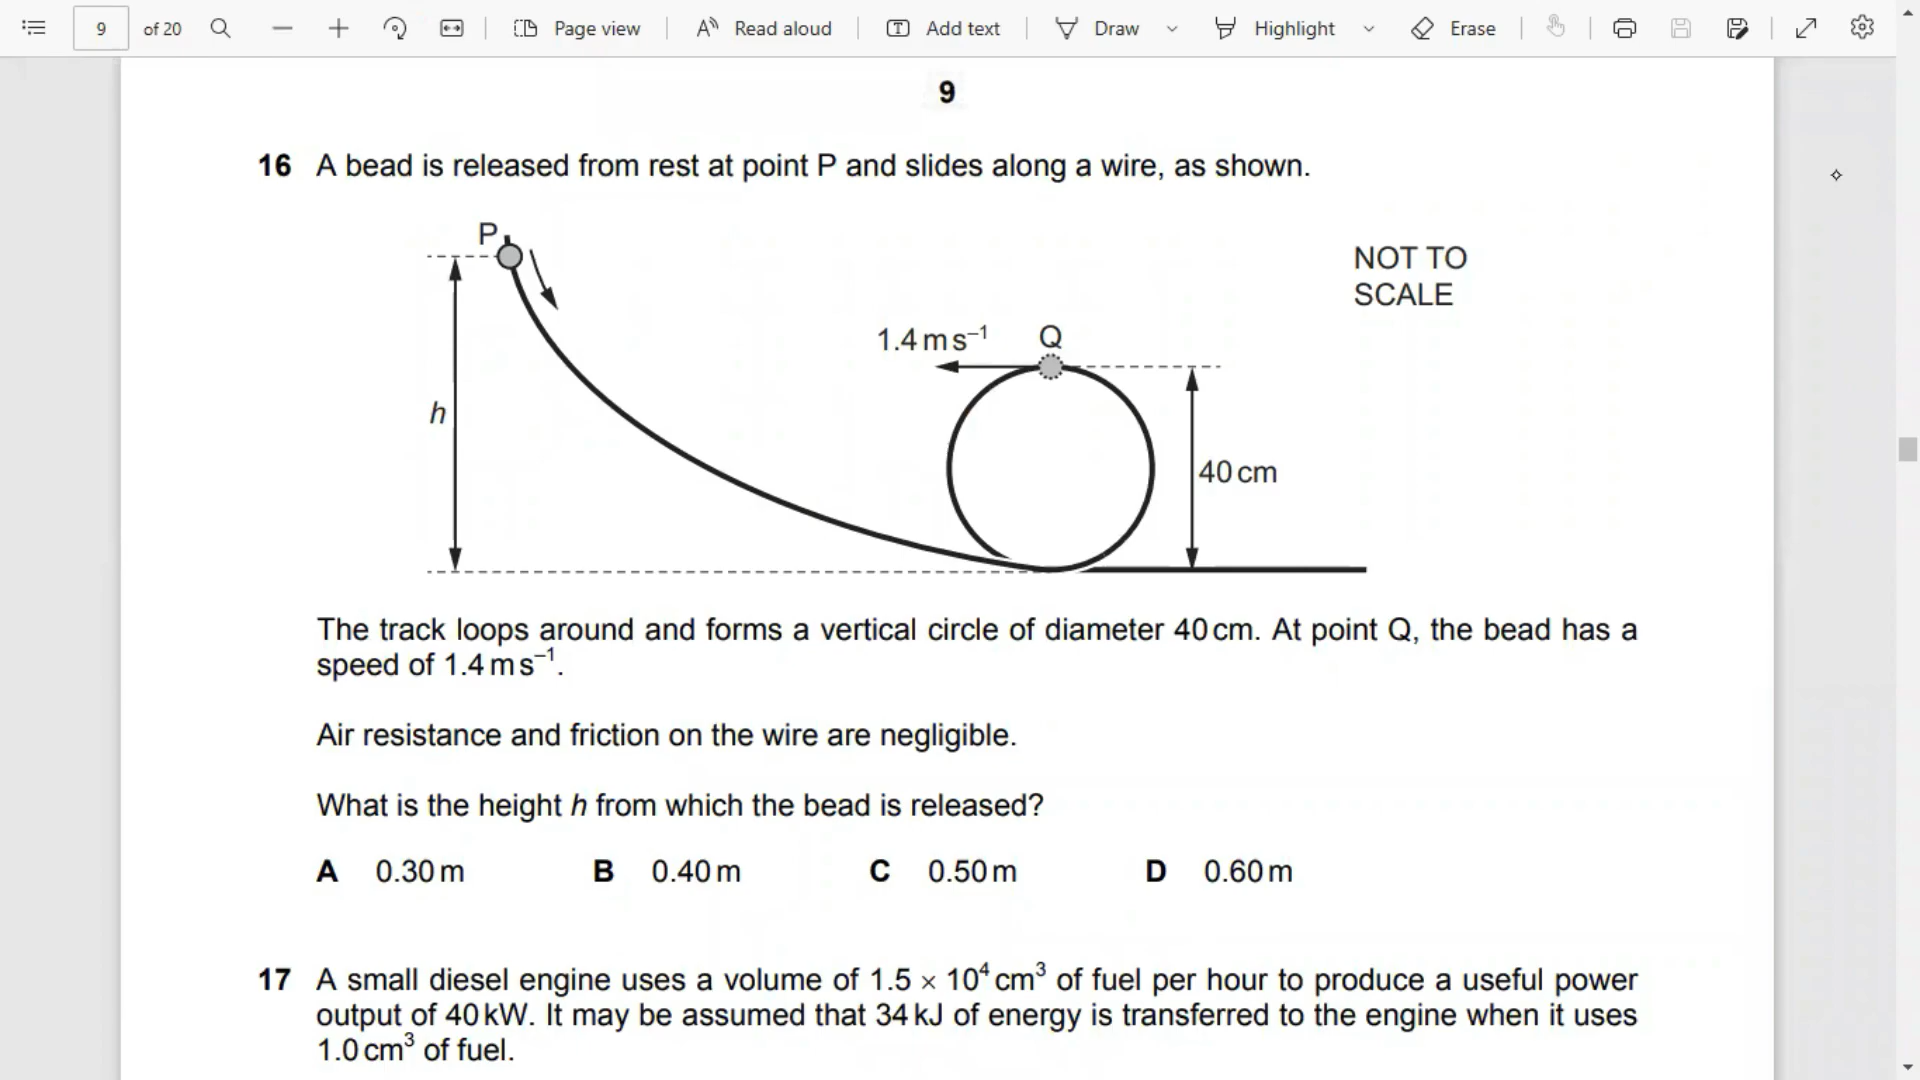 9 of 20 Page view Read aloud Add text Draw Highlight Erase
9
16 A bead is released from rest at point P and slides along a wire, as shown.
P
NOT TO
SCALE
1.4 m s⁻¹ Q
h
40 cm
The track loops around and forms a vertical circle of diameter 40 cm. At point Q, the bead has a
speed of 1.4 m s⁻¹.
Air resistance and friction on the wire are negligible.
What is the height h from which the bead is released?
A 0.30 m B 0.40 m C 0.50 m D 0.60 m
17 A small diesel engine uses a volume of 1.5 × 10⁴ cm³ of fuel per hour to produce a useful power
output of 40 kW. It may be assumed that 34 kJ of energy is transferred to the engine when it uses
1.0 cm³ of fuel.